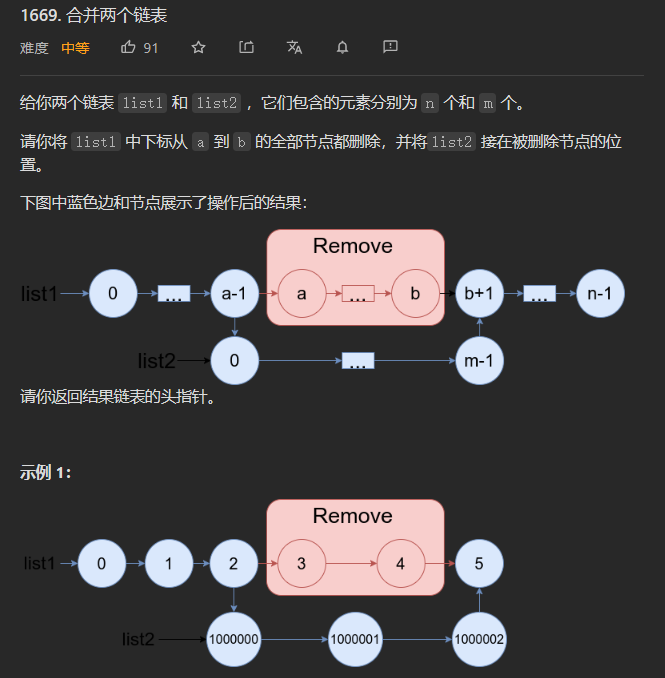 1669. 合并两个链表
难度 中等 91
给你两个链表 list1 和 list2 ，它们包含的元素分别为 n 个和 m 个。
请你将 list1 中下标从 a 到 b 的全部节点都删除，并将list2 接在被删除节点的位
置。
下图中蓝色边和节点展示了操作后的结果：
Remove
list1 0 ... a-1 a ... b b+1 ... n-1
list2 0 ... m-1
请你返回结果链表的头指针。
示例 1：
Remove
list1 0 1 2 3 4 5
list2 1000000 1000001 1000002